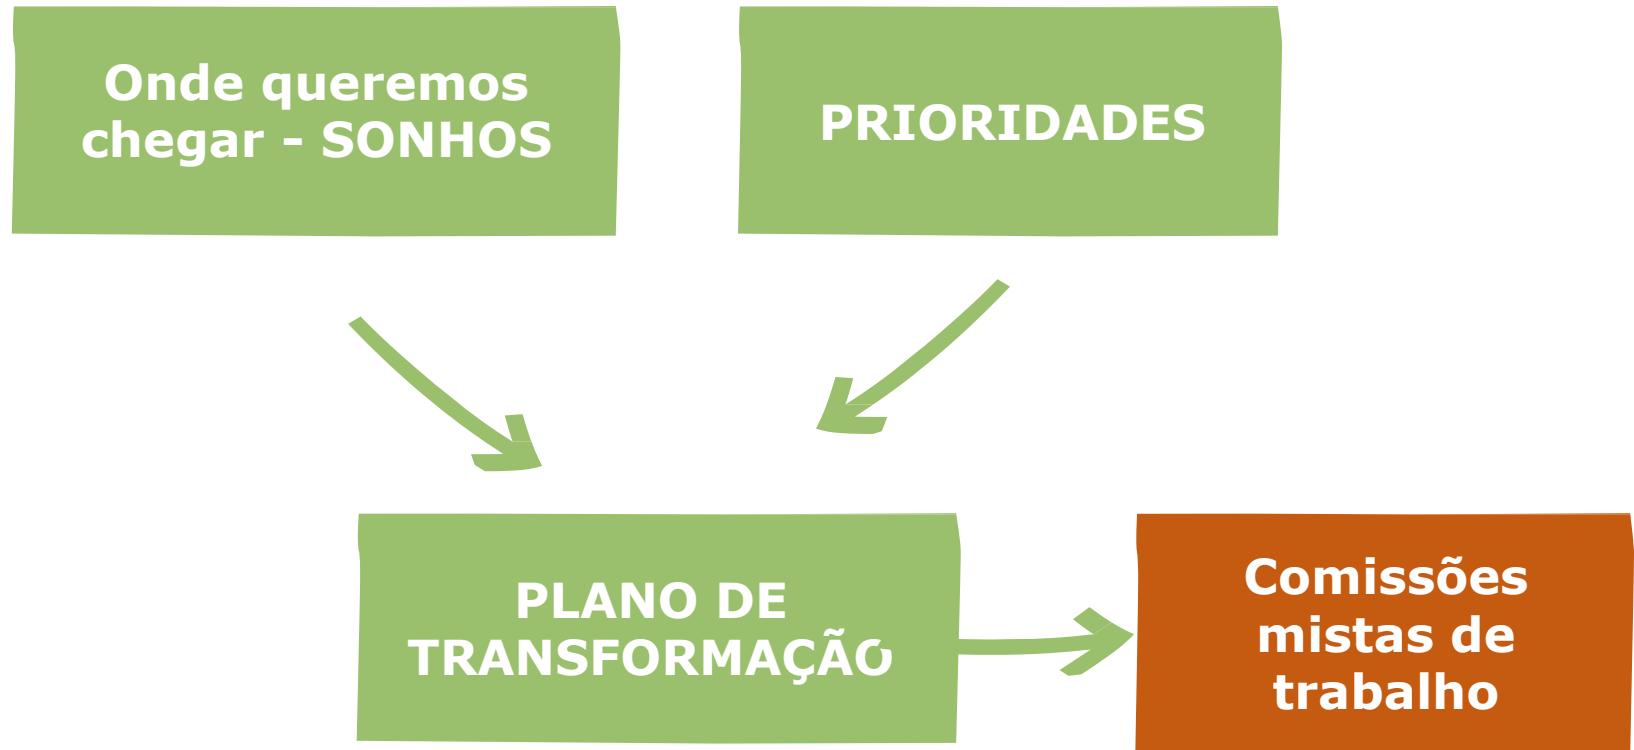 Onde queremos
chegar – SONHOS
PRIORIDADES
PLANO DE
TRANSFORMAÇÃO
Comissões
mistas de
trabalho